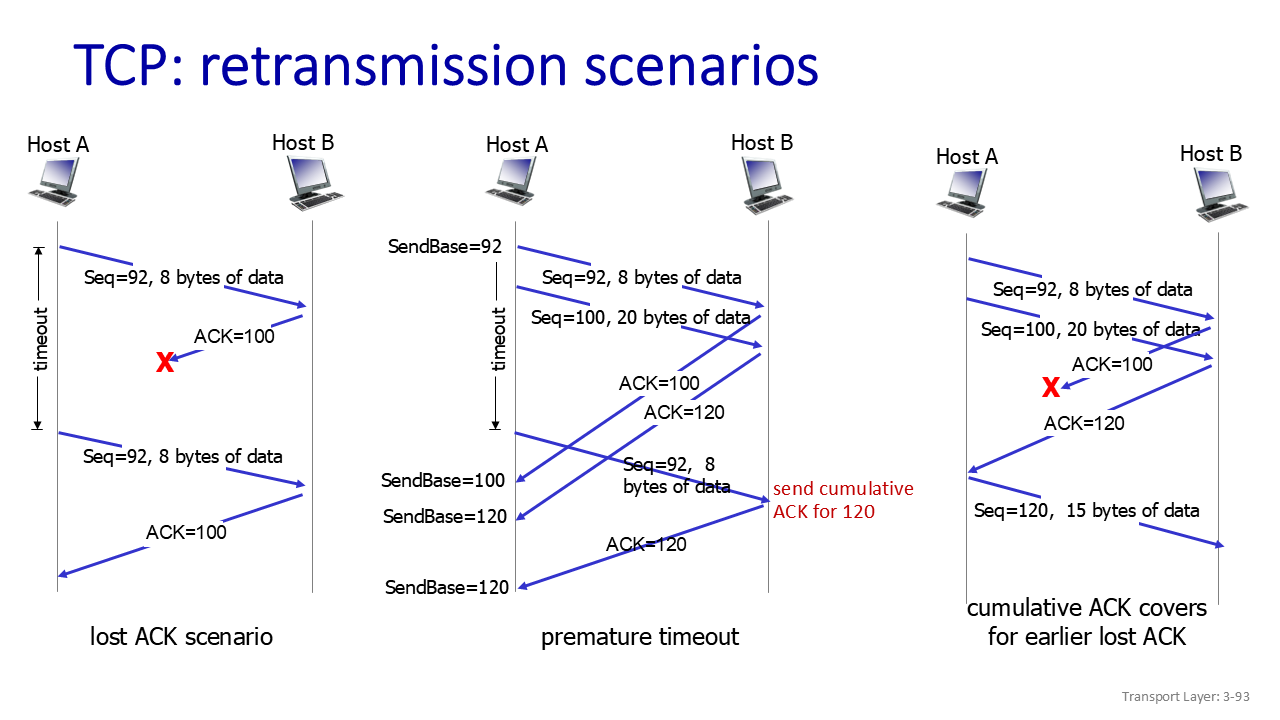 TCP: retransmission scenarios
Host A
Host B
timeout
Seq=92, 8 bytes of data
ACK=100
X
Seq=92, 8 bytes of data
ACK=100
lost ACK scenario
Host A
Host B
SendBase=92
timeout
Seq=92, 8 bytes of data
Seq=100, 20 bytes of data
ACK=100
ACK=120
Seq=92, 8
bytes of data
SendBase=100
SendBase=120
send cumulative
ACK for 120
ACK=120
SendBase=120
premature timeout
Host A
Host B
Seq=92, 8 bytes of data
Seq=100, 20 bytes of data
ACK=100
X
ACK=120
Seq=120, 15 bytes of data
cumulative ACK covers
for earlier lost ACK
Transport Layer: 3-93